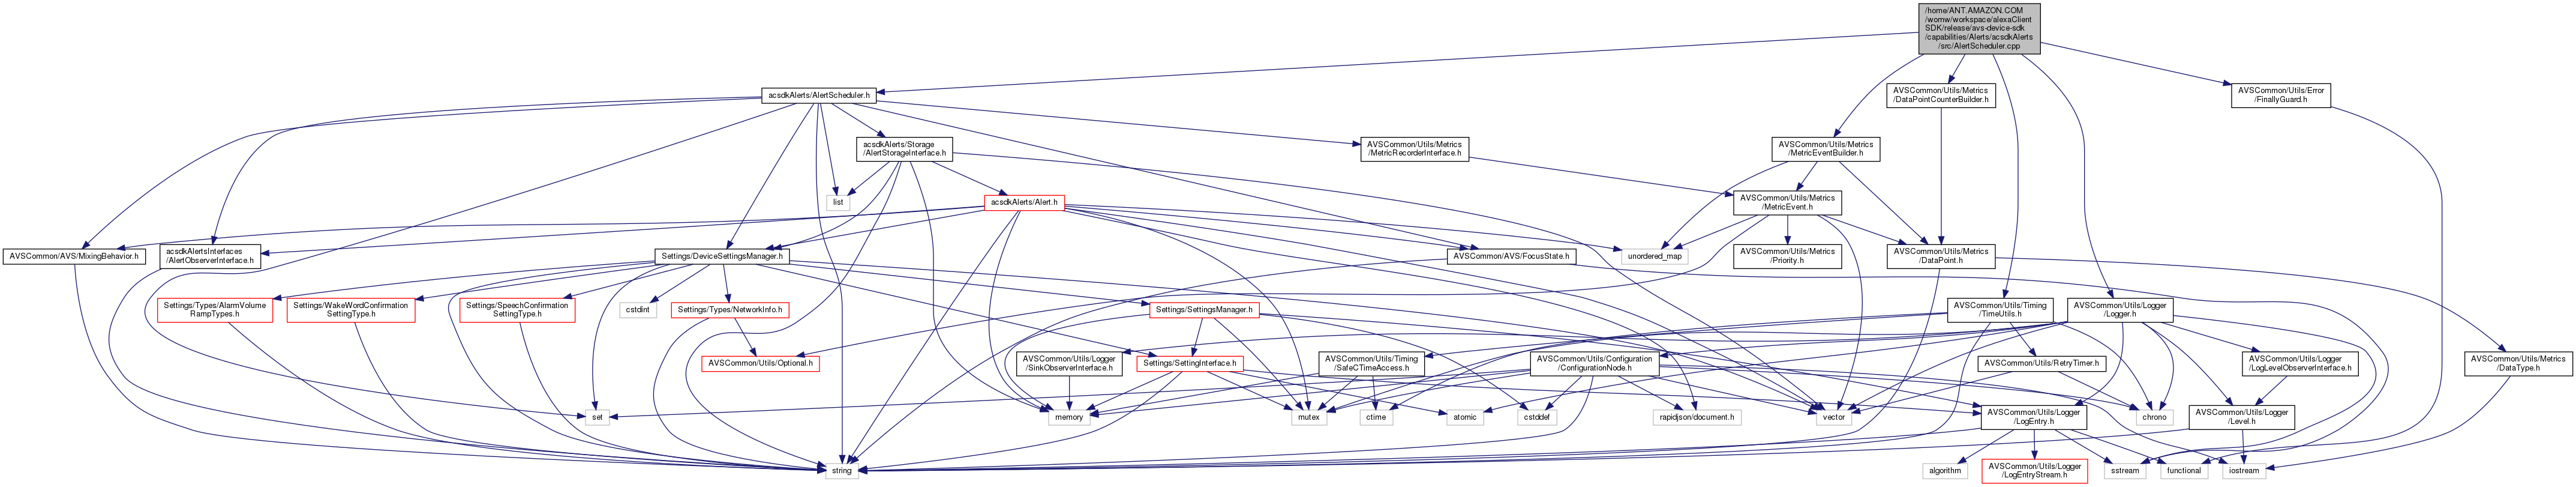 /home/ANT.AMAZON.COM
/womw/workspace/alexaClient
SDK/release/avs-device-sdk
/capabilities/Alerts/acsdkAlerts
/src/AlertScheduler.cpp
acsdkAlerts/AlertScheduler.h
AVSCommon/Utils/Metrics
/DataPointCounterBuilder.h
AVSCommon/Utils/Error
/FinallyGuard.h
acsdkAlerts/Storage
/AlertStorageInterface.h
AVSCommon/Utils/Metrics
/MetricRecorderInterface.h
AVSCommon/Utils/Metrics
/MetricEventBuilder.h
list
acsdkAlerts/Alert.h
AVSCommon/Utils/Metrics
/MetricEvent.h
AVSCommon/AVS/MixingBehavior.h
acsdkAlertsInterfaces
/AlertObserverInterface.h
Settings/DeviceSettingsManager.h
AVSCommon/AVS/FocusState.h
unordered_map
AVSCommon/Utils/Metrics
/Priority.h
AVSCommon/Utils/Metrics
/DataPoint.h
Settings/Types/AlarmVolume
RampTypes.h
Settings/WakeWordConfirmation
SettingType.h
Settings/SpeechConfirmation
SettingType.h
cstdint
Settings/Types/NetworkInfo.h
Settings/SettingsManager.h
AVSCommon/Utils/Timing
/TimeUtils.h
AVSCommon/Utils/Logger
/Logger.h
AVSCommon/Utils/Optional.h
AVSCommon/Utils/Logger
/SinkObserverInterface.h
Settings/SettingInterface.h
AVSCommon/Utils/Timing
/SafeCTimeAccess.h
AVSCommon/Utils/Configuration
/ConfigurationNode.h
AVSCommon/Utils/RetryTimer.h
AVSCommon/Utils/Logger
/LogLevelObserverInterface.h
AVSCommon/Utils/Metrics
/DataType.h
set
memory
mutex
ctime
atomic
cstddef
rapidjson/document.h
vector
AVSCommon/Utils/Logger
/LogEntry.h
chrono
AVSCommon/Utils/Logger
/Level.h
string
algorithm
AVSCommon/Utils/Logger
/LogEntryStream.h
sstream
functional
iostream